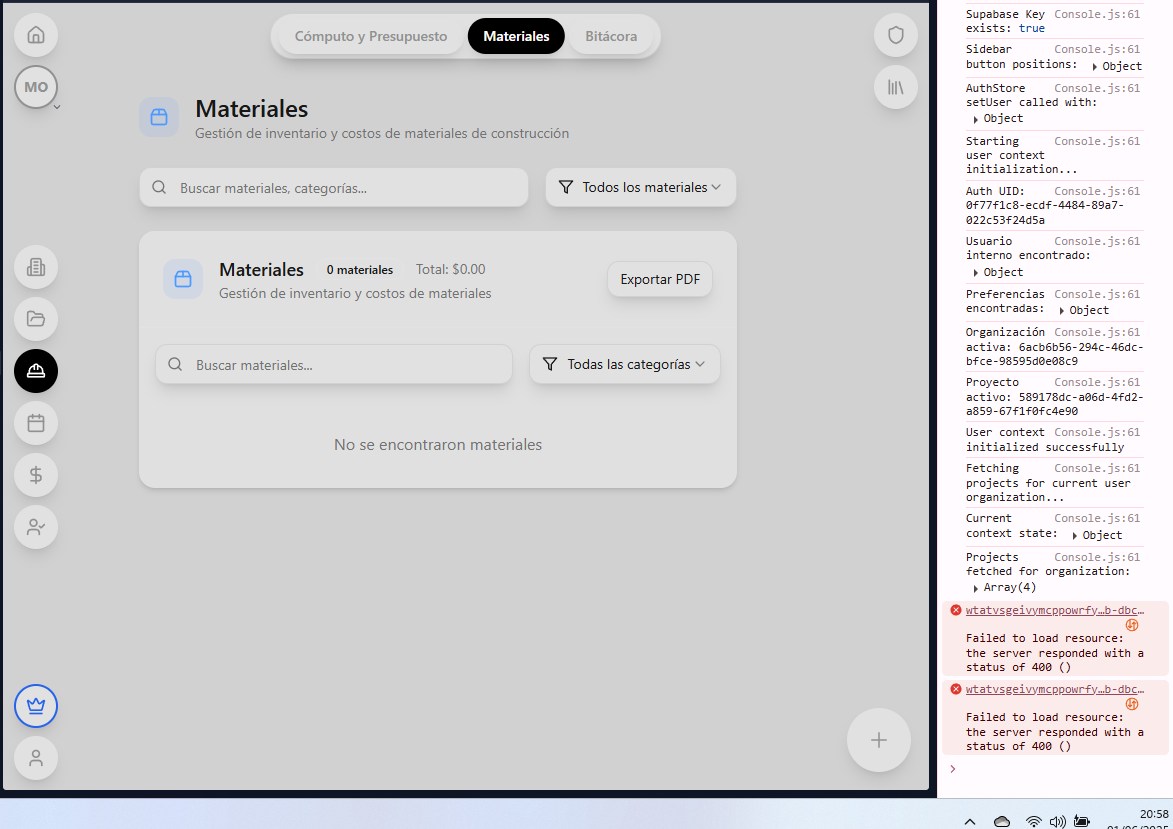 Cómputo y Presupuesto
Materiales
Bitácora
MO
Materiales
Gestión de inventario y costos de materiales de construcción
Buscar materiales, categorías...
Todos los materiales
Materiales
0 materiales
Total: $0.00
Gestión de inventario y costos de materiales
Exportar PDF
Buscar materiales...
Todas las categorías
No se encontraron materiales
Supabase Key Console.js:61
exists: true
Sidebar Console.js:61
button positions: Object
AuthStore Console.js:61
setUser called with:
Object
Starting Console.js:61
user context
initialization...
Auth UID: Console.js:61
0f77f1c8-ecdf-4484-89a7-
022c53f24d5a
Usuario Console.js:61
interno encontrado:
Object
Preferencias Console.js:61
encontradas: Object
Organización Console.js:61
activa: 6acb6b56-294c-46dc-
bfce-98595d0e08c9
Proyecto Console.js:61
activo: 589178dc-a06d-4fd2-
a859-67f1f0fc4e90
User context Console.js:61
initialized successfully
Fetching Console.js:61
projects for current user
organization...
Current Console.js:61
context state: Object
Projects Console.js:61
fetched for organization:
Array(4)
wtatvsgeivymcppowrfy…b-dbc…
Failed to load resource:
the server responded with a
status of 400 ()
wtatvsgeivymcppowrfy…b-dbc…
Failed to load resource:
the server responded with a
status of 400 ()
20:58